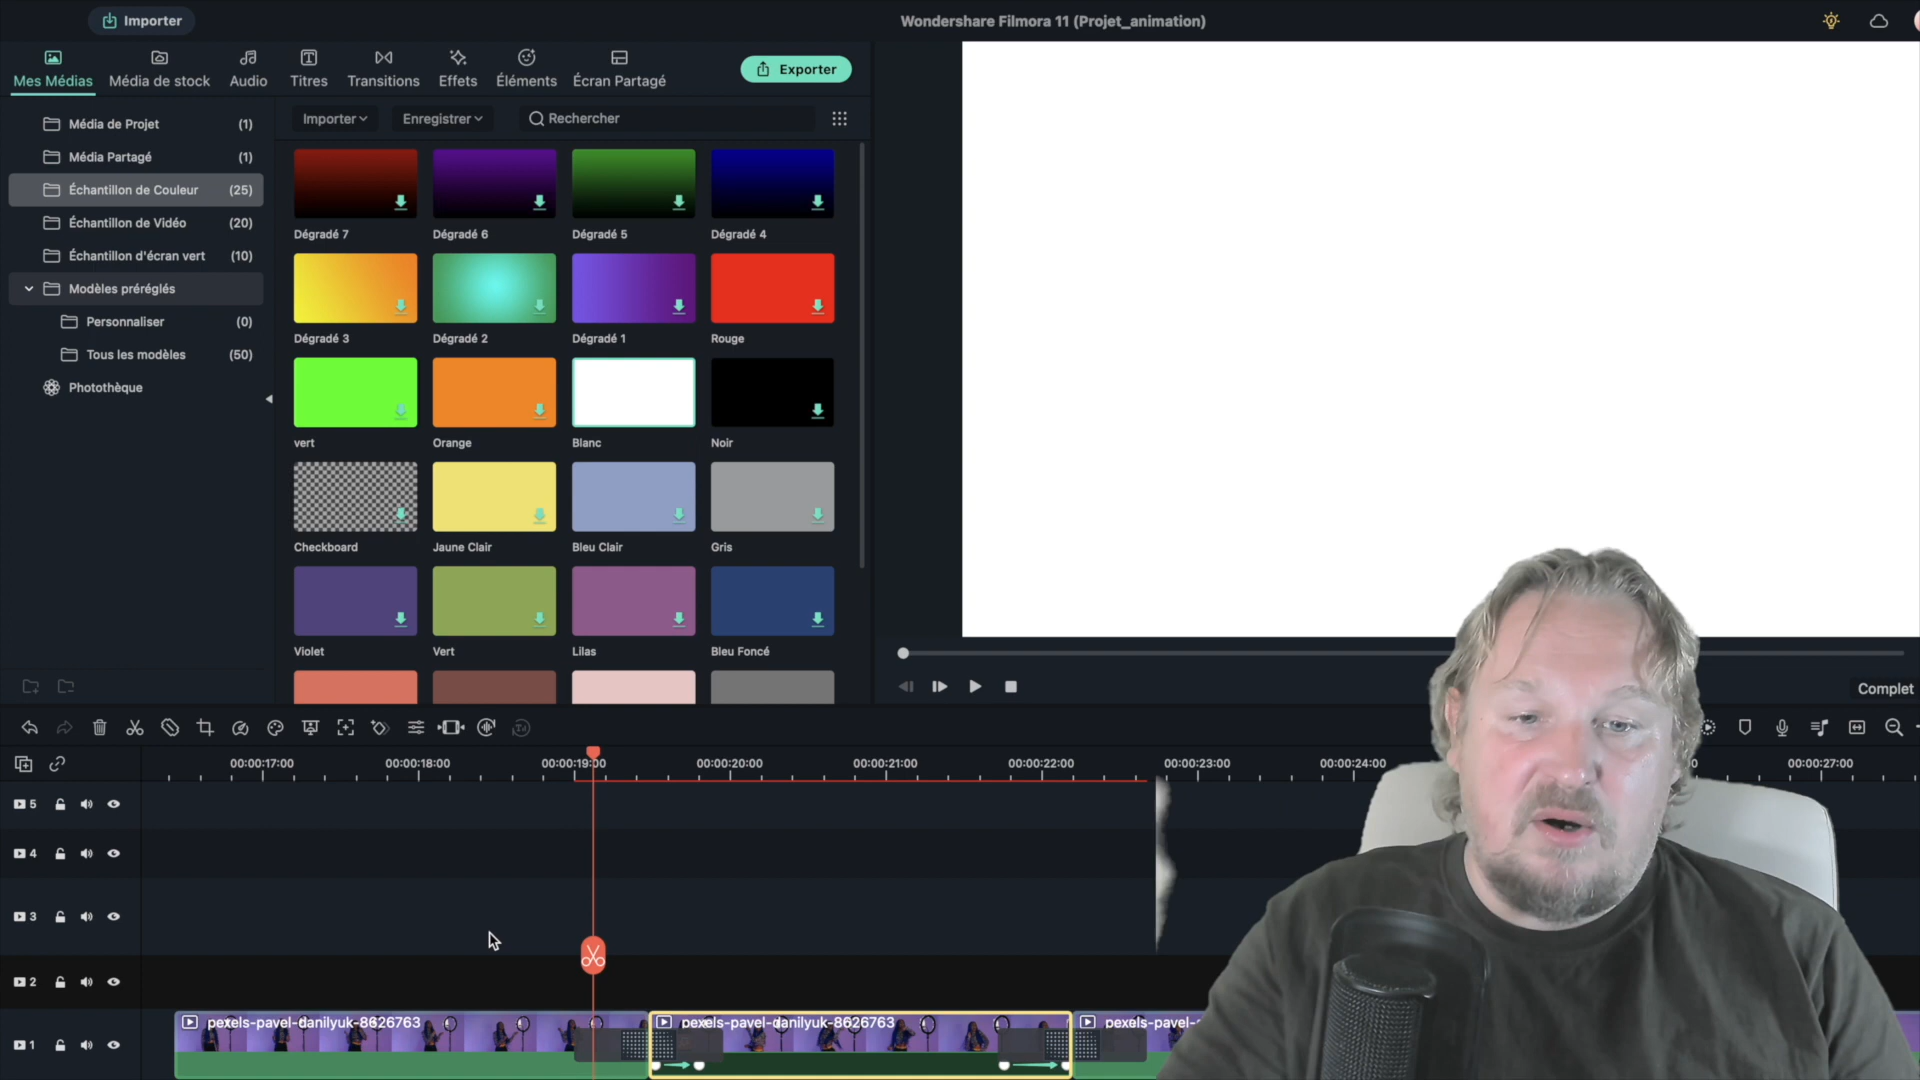 Importer
Wondershare Filmora 11 (Projet_animation)
Mes Médias
Média de stock
Audio
Titres
Transitions
Effets
Éléments
Écran Partagé
Exporter
Média de Projet (1)
Média Partagé (1)
Échantillon de Couleur (25)
Échantillon de Vidéo (20)
Échantillon d'écran vert (10)
Modèles préréglés
Personnaliser (0)
Tous les modèles (50)
Photothèque
Importer
Enregistrer
Rechercher
Dégradé 7
Dégradé 6
Dégradé 5
Dégradé 4
Dégradé 3
Dégradé 2
Dégradé 1
Rouge
vert
Orange
Blanc
Noir
Checkboard
Jaune Clair
Bleu Clair
Gris
Violet
Vert
Lilas
Bleu Foncé
Complet
00:00:17:00
00:00:18:00
00:00:19:00
00:00:20:00
00:00:21:00
00:00:22:00
00:00:23:00
00:00:24:00
00:00:27:00
5
4
3
2
1
pexels-pavel-danilyuk-8626763
pexels-pavel-danilyuk-8626763
pexels-pavel-